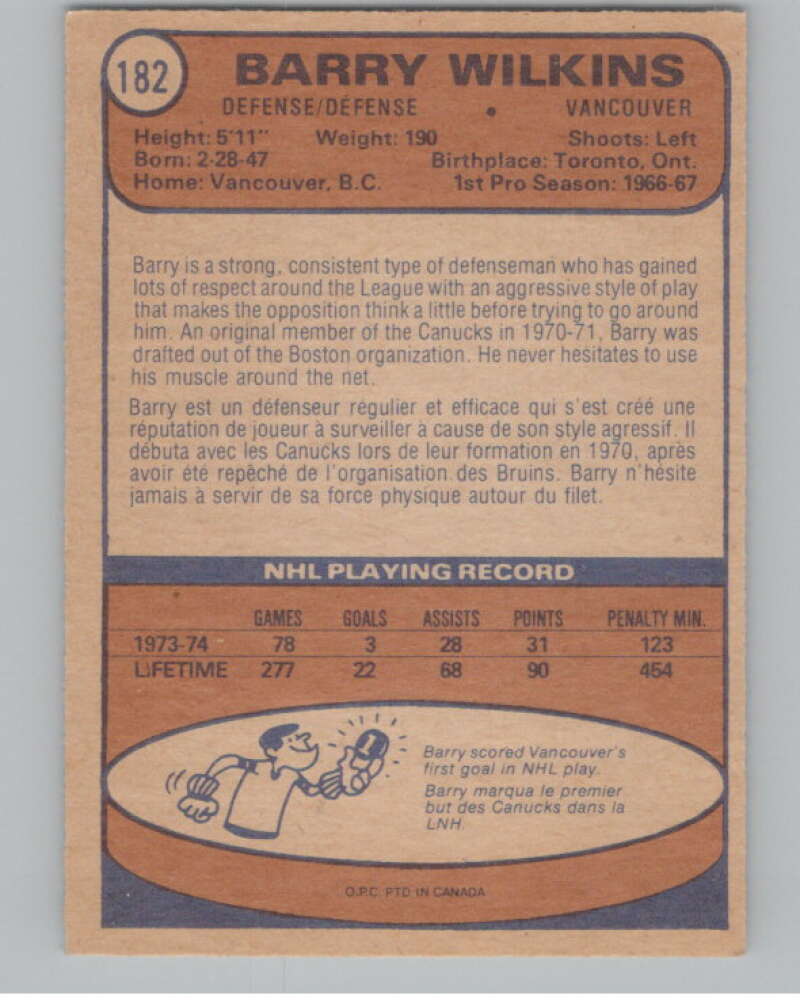 182
BARRY WILKINS
DEFENSE/DÉFENSE • VANCOUVER
Height: 5'11" Weight: 190 Shoots: Left
Born: 2-28-47 Birthplace: Toronto, Ont.
Home: Vancouver, B.C. 1st Pro Season: 1966-67
Barry is a strong, consistent type of defenseman who has gained
lots of respect around the League with an aggressive style of play
that makes the opposition think a little before trying to go around
him. An original member of the Canucks in 1970-71, Barry was
drafted out of the Boston organization. He never hesitates to use
his muscle around the net.
Barry est un défenseur régulier et efficace qui s'est créé une
réputation de joueur à surveiller à cause de son style agressif. Il
débuta avec les Canucks lors de leur formation en 1970, après
avoir été repêché de l'organisation des Bruins. Barry n'hésite
jamais à servir de sa force physique autour du filet.
NHL PLAYING RECORD
GAMES GOALS ASSISTS POINTS PENALTY MIN.
1973-74 78 3 28 31 123
LIFETIME 277 22 68 90 454
1
Barry scored Vancouver's
first goal in NHL play.
Barry marqua le premier
but des Canucks dans la
LNH.
O.P.C. PTD IN CANADA